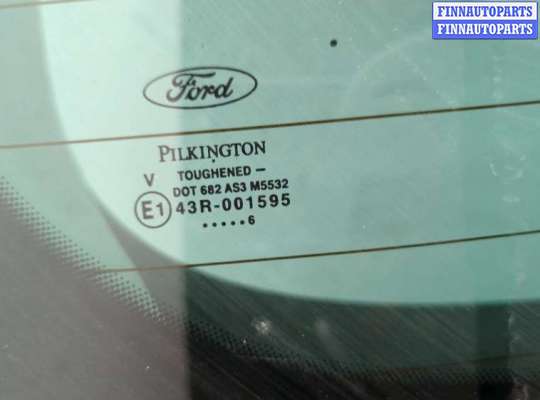 FINNAUTOPARTS
FINNAUTOPARTS
Ford
PILKINGTON
V TOUGHENED —
DOT 682 AS3 M5532
E1 43R-001595
.....6